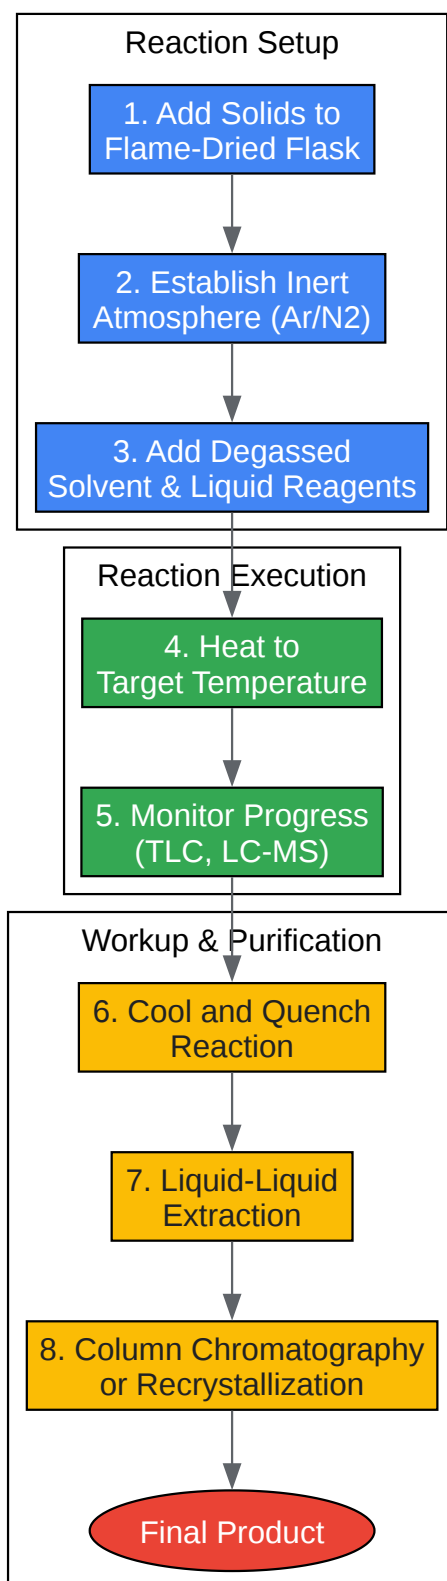 Reaction Setup
1. Add Solids to
Flame-Dried Flask
2. Establish Inert
Atmosphere (Ar/N2)
3. Add Degassed
Solvent & Liquid Reagents
Reaction Execution
4. Heat to
Target Temperature
5. Monitor Progress
(TLC, LC-MS)
Workup & Purification
6. Cool and Quench
Reaction
7. Liquid-Liquid
Extraction
8. Column Chromatography
or Recrystallization
Final Product